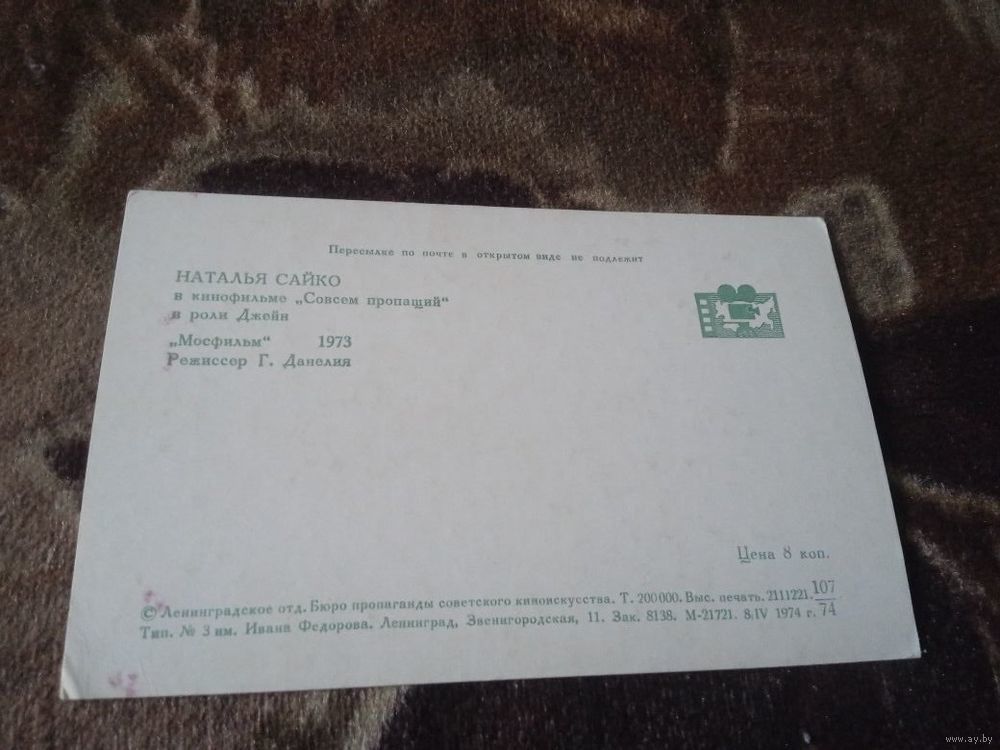 Пересылке по почте в открытом виде не подлежит
НАТАЛЬЯ САЙКО
в кинофильме „Совсем пропащий“
в роли Джейн
„Мосфильм“ 1973
Режиссер Г. Данелия
Цена 8 коп.
© Ленинградское отд. Бюро пропаганды советского киноискусства. Т. 200 000. Выс. печать. 2111221. 107/74
Тип. № 3 им. Ивана Федорова. Ленинград, Звенигородская, 11. Зак. 8138. М-21721. 8/IV 1974 г.
www.ay.by